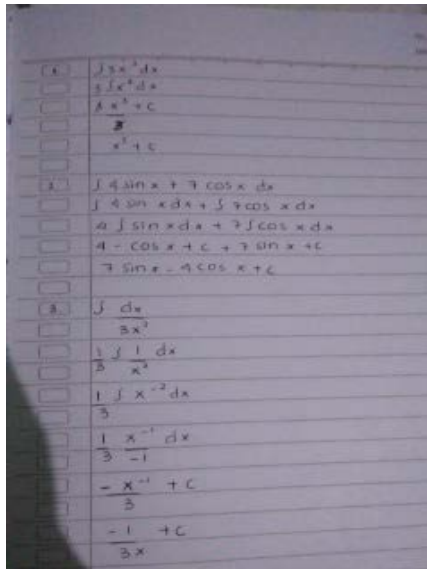 1. ∫ 3x² dx
3 ∫ x² dx
3 x³ + c
3
x³ + c
2. ∫ 4 sin x + 7 cos x dx
∫ 4 sin x dx + ∫ 7 cos x dx
4 ∫ sin x dx + 7 ∫ cos x dx
4 - cos x + c + 7 sin x + c
7 sin x - 4 cos x + c
3. ∫ dx
3x²
1/3 ∫ 1/x² dx
1/3 ∫ x⁻² dx
1/3 x⁻¹/-1 dx
- x⁻¹/3 + C
-1/3x + C